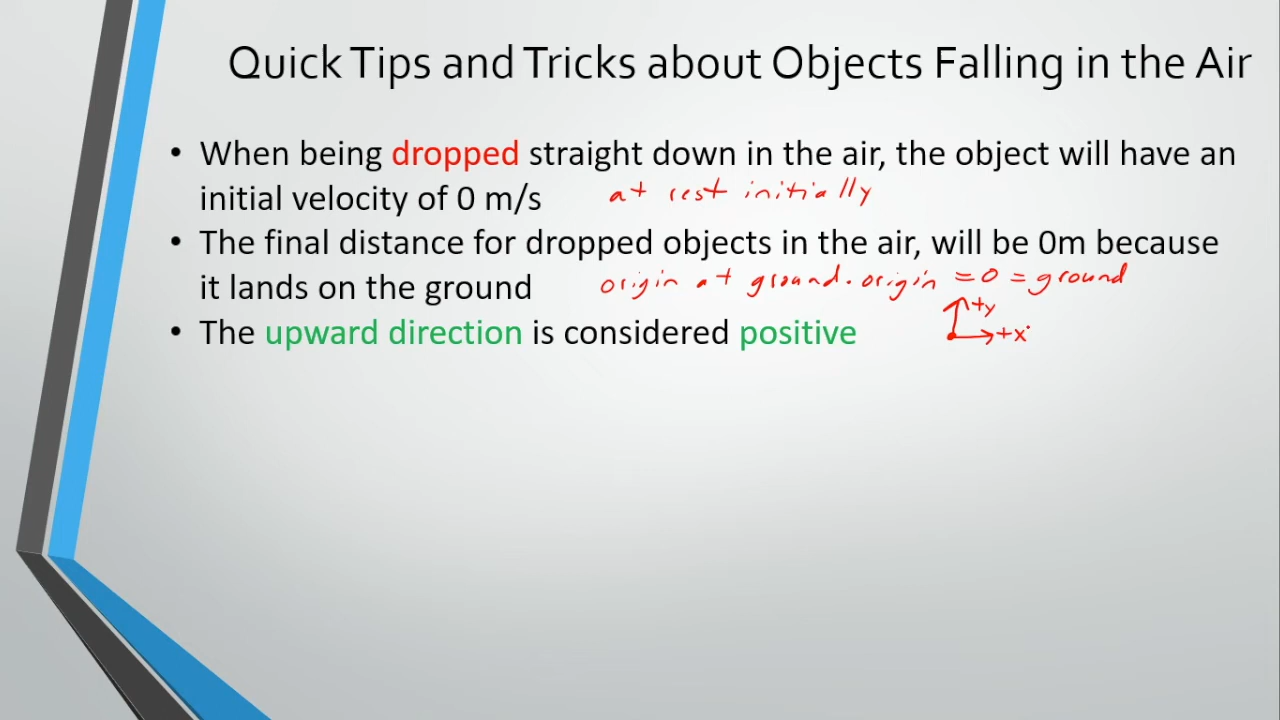 Quick Tips and Tricks about Objects Falling in the Air
• When being dropped straight down in the air, the object will have an
initial velocity of 0 m/s at rest initially
• The final distance for dropped objects in the air, will be 0m because
it lands on the ground origin at ground. origin = 0 = ground
• The upward direction is considered positive
+y
+x